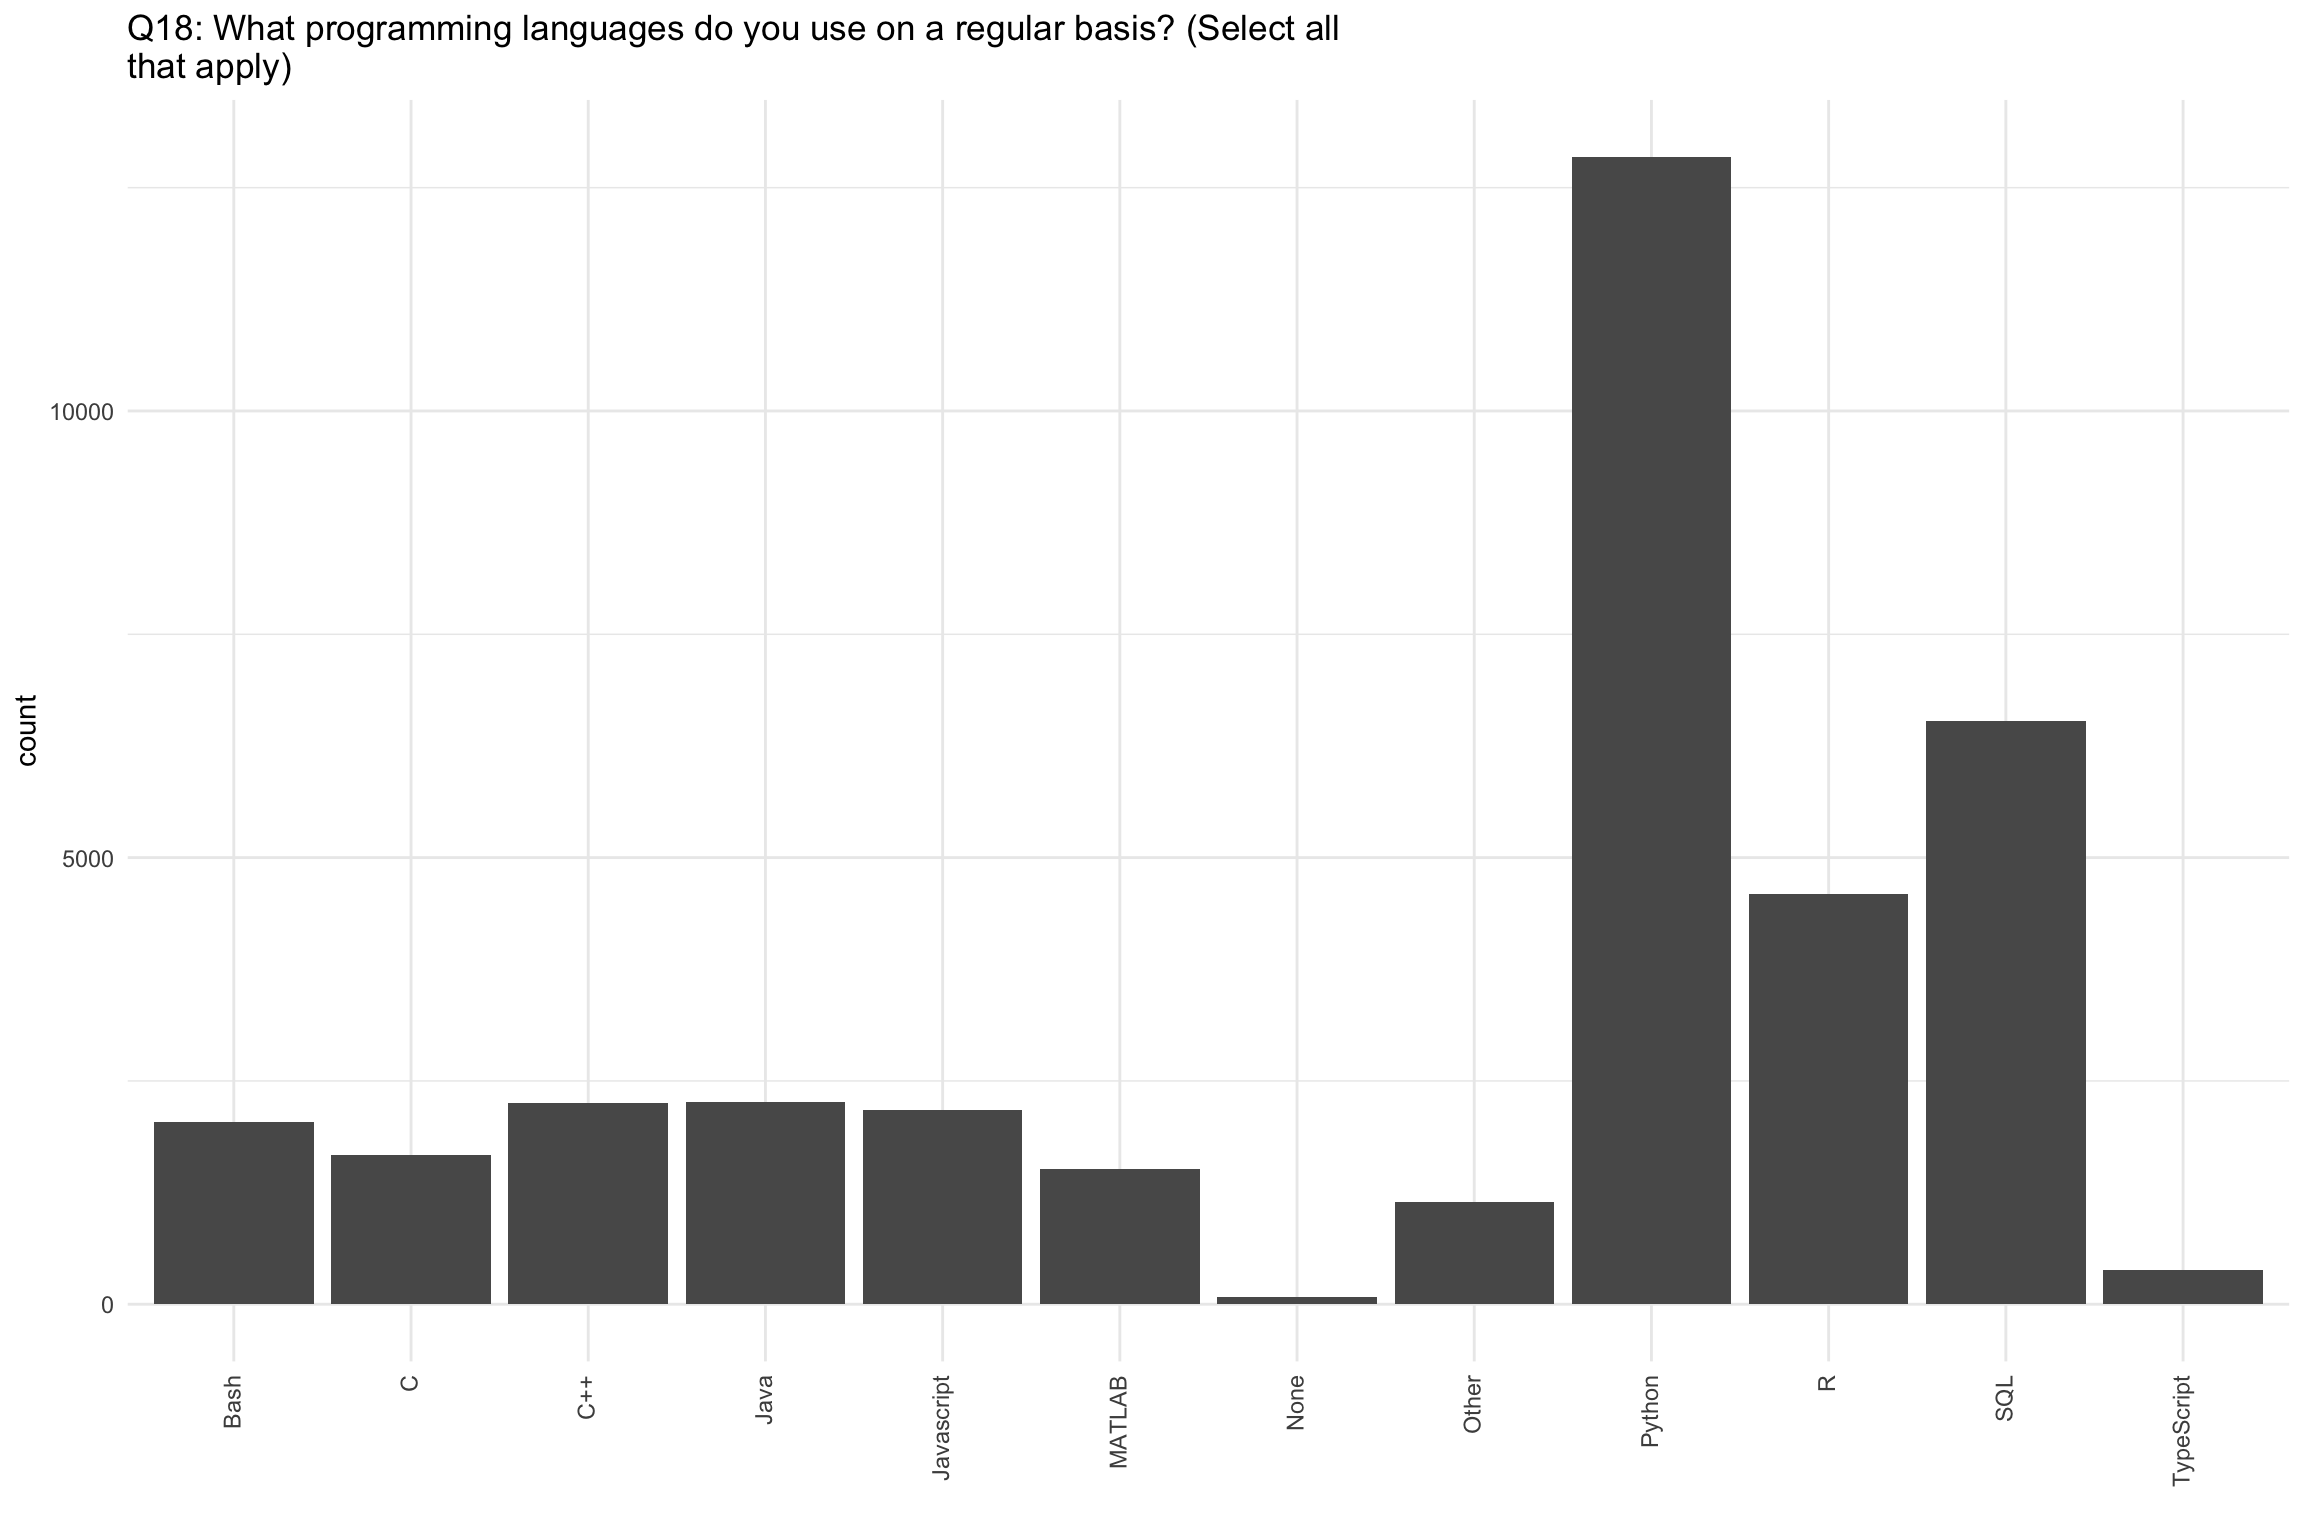 Q18: What programming languages do you use on a regular basis? (Select all
that apply)
10000
5000
0
count
Bash
C
C++
Java
Javascript
MATLAB
None
Other
Python
R
SQL
TypeScript